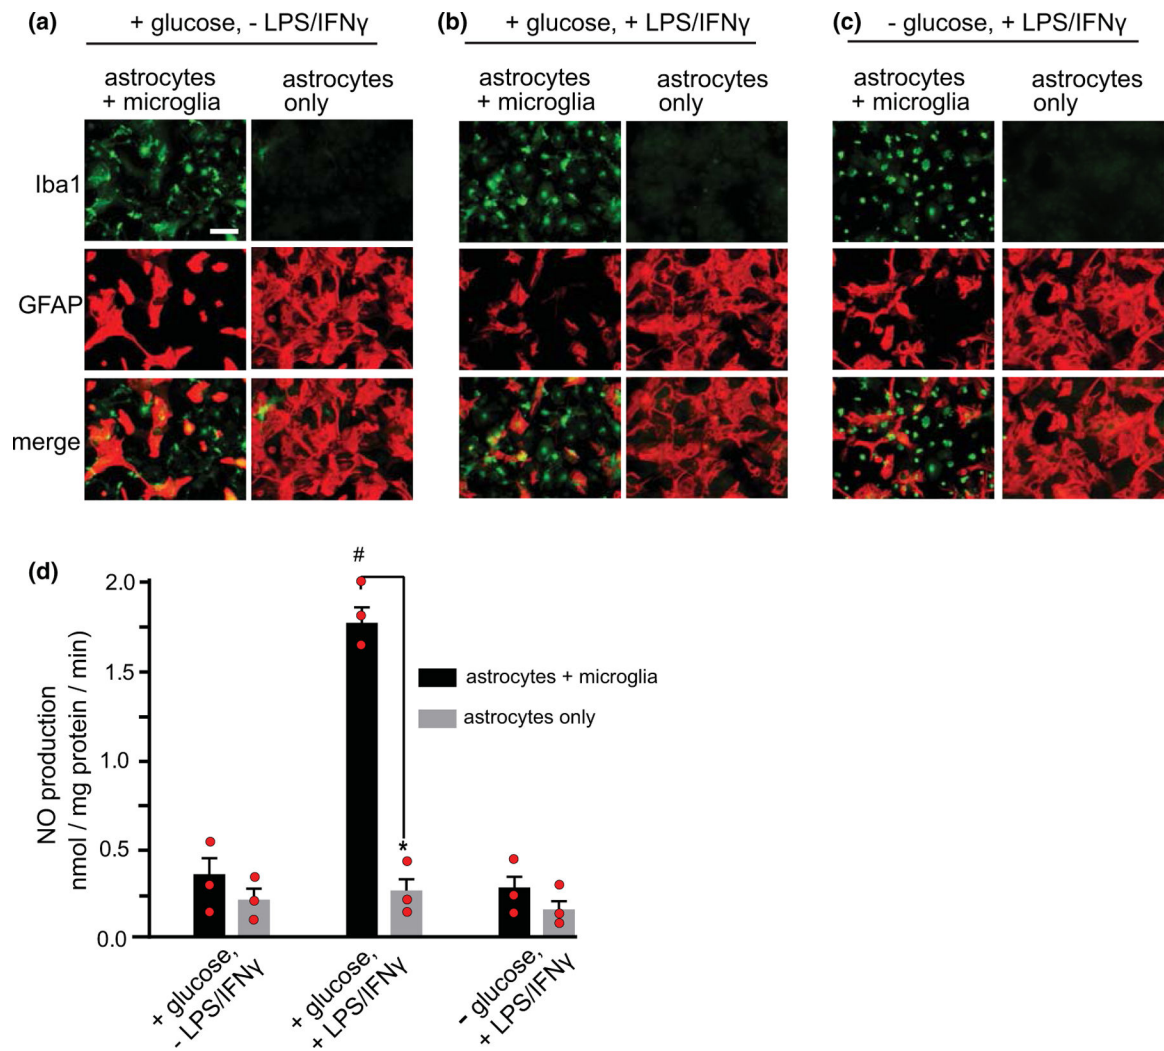 (a) + glucose, - LPS/IFNγ
(b) + glucose, + LPS/IFNγ
(c) - glucose, + LPS/IFNγ
astrocytes
+ microglia
astrocytes
only
astrocytes
+ microglia
astrocytes
only
astrocytes
+ microglia
astrocytes
only
Iba1
GFAP
merge
(d)
NO production
nmol / mg protein / min)
2.0
1.5
1.0
0.5
0.0
#
*
astrocytes + microglia
astrocytes only
+ glucose,
- LPS/IFNγ
+ glucose,
+ LPS/IFNγ
- glucose,
+ LPS/IFNγ